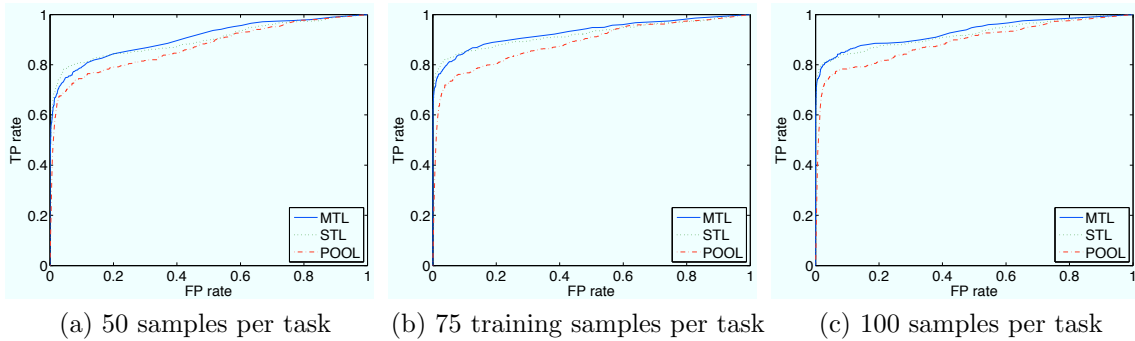 1
0.8
0.6
0.4
0.2
0
TP rate
0 0.2 0.4 0.6 0.8 1
FP rate
MTL
STL
POOL
(a) 50 samples per task
1
0.8
0.6
0.4
0.2
0
TP rate
0 0.2 0.4 0.6 0.8 1
FP rate
MTL
STL
POOL
(b) 75 training samples per task
1
0.8
0.6
0.4
0.2
0
TP rate
0 0.2 0.4 0.6 0.8 1
FP rate
MTL
STL
POOL
(c) 100 samples per task